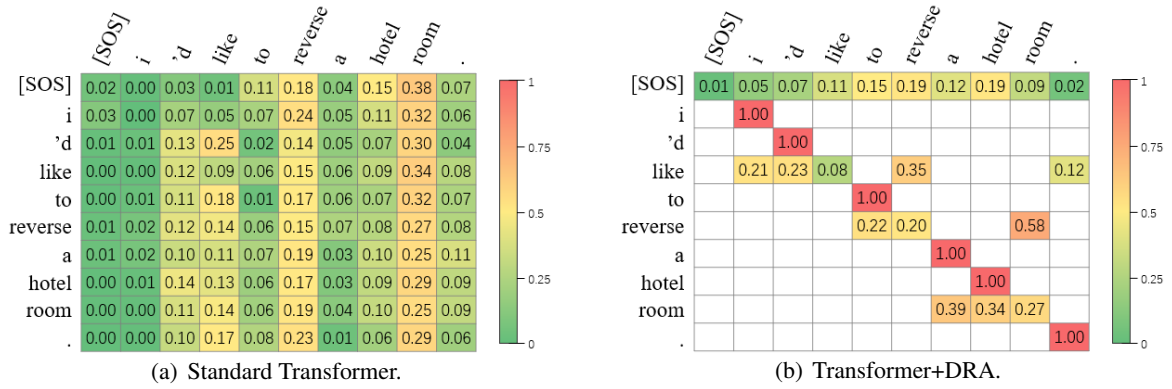 [SOS] i 'd like to reverse a hotel room .
[SOS] 0.02 0.00 0.03 0.01 0.11 0.18 0.04 0.15 0.38 0.07
i 0.03 0.00 0.07 0.05 0.07 0.24 0.05 0.11 0.32 0.06
'd 0.01 0.01 0.13 0.25 0.02 0.14 0.05 0.07 0.30 0.04
like 0.00 0.00 0.12 0.09 0.06 0.15 0.06 0.09 0.34 0.08
to 0.00 0.01 0.11 0.18 0.01 0.17 0.06 0.07 0.32 0.07
reverse 0.01 0.02 0.12 0.14 0.06 0.15 0.07 0.08 0.27 0.08
a 0.01 0.02 0.10 0.11 0.07 0.19 0.03 0.10 0.25 0.11
hotel 0.00 0.01 0.14 0.13 0.06 0.17 0.03 0.09 0.29 0.09
room 0.00 0.01 0.11 0.14 0.06 0.19 0.04 0.10 0.25 0.09
. 0.00 0.00 0.10 0.17 0.08 0.23 0.01 0.06 0.29 0.06
1
0.75
0.5
0.25
0
(a) Standard Transformer.
[SOS] i 'd like to reverse a hotel room .
[SOS] 0.01 0.05 0.07 0.11 0.15 0.19 0.12 0.19 0.09 0.02
i 1.00
'd 1.00
like 0.21 0.23 0.08 0.35 0.12
to 1.00
reverse 0.22 0.20 0.58
a 1.00
hotel 1.00
room 0.39 0.34 0.27
. 1.00
1
0.75
0.5
0.25
0
(b) Transformer+DRA.